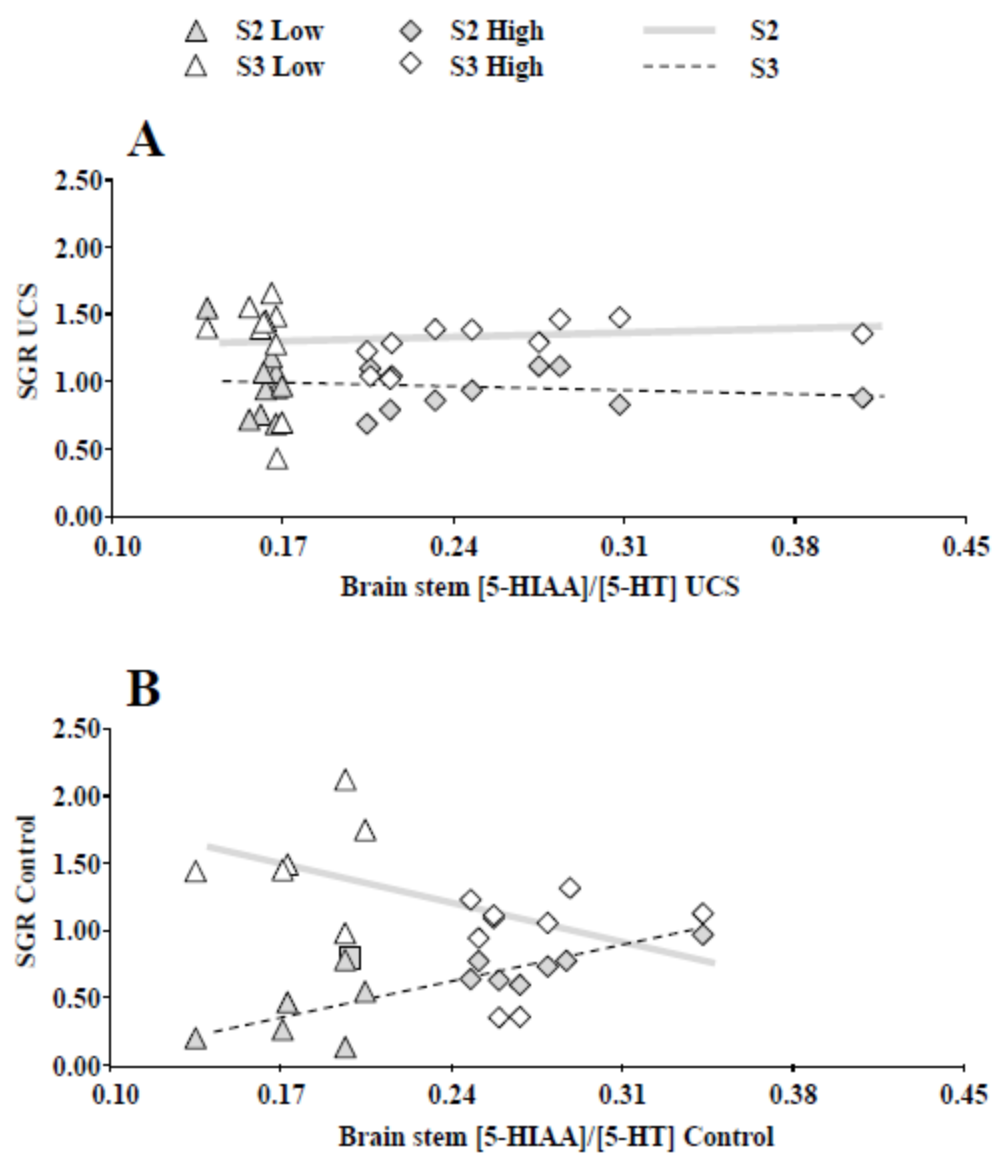 S2 Low S2 High S2
S3 Low S3 High S3
A
2.50
2.00
1.50
1.00
0.50
0.00
SGR UCS
0.10 0.17 0.24 0.31 0.38 0.45
Brain stem [5-HIAA]/[5-HT] UCS
B
2.50
2.00
1.50
1.00
0.50
0.00
SGR Control
0.10 0.17 0.24 0.31 0.38 0.45
Brain stem [5-HIAA]/[5-HT] Control